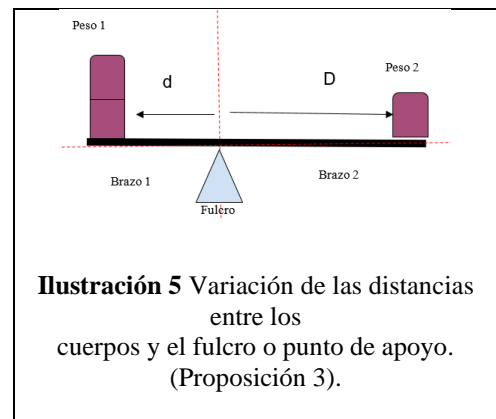 Peso 1
d
D
Peso 2
Brazo 1
Brazo 2
Fulcro
Ilustración 5 Variación de las distancias
entre los
cuerpos y el fulcro o punto de apoyo.
(Proposición 3).